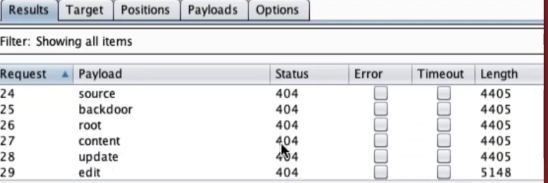 Results Target Positions Payloads Options
Filter: Showing all items
Request Payload Status Error Timeout Length
24 source 404 4405
25 backdoor 404 4405
26 root 404 4405
27 content 404 4405
28 update 404 4405
29 edit 404 5148